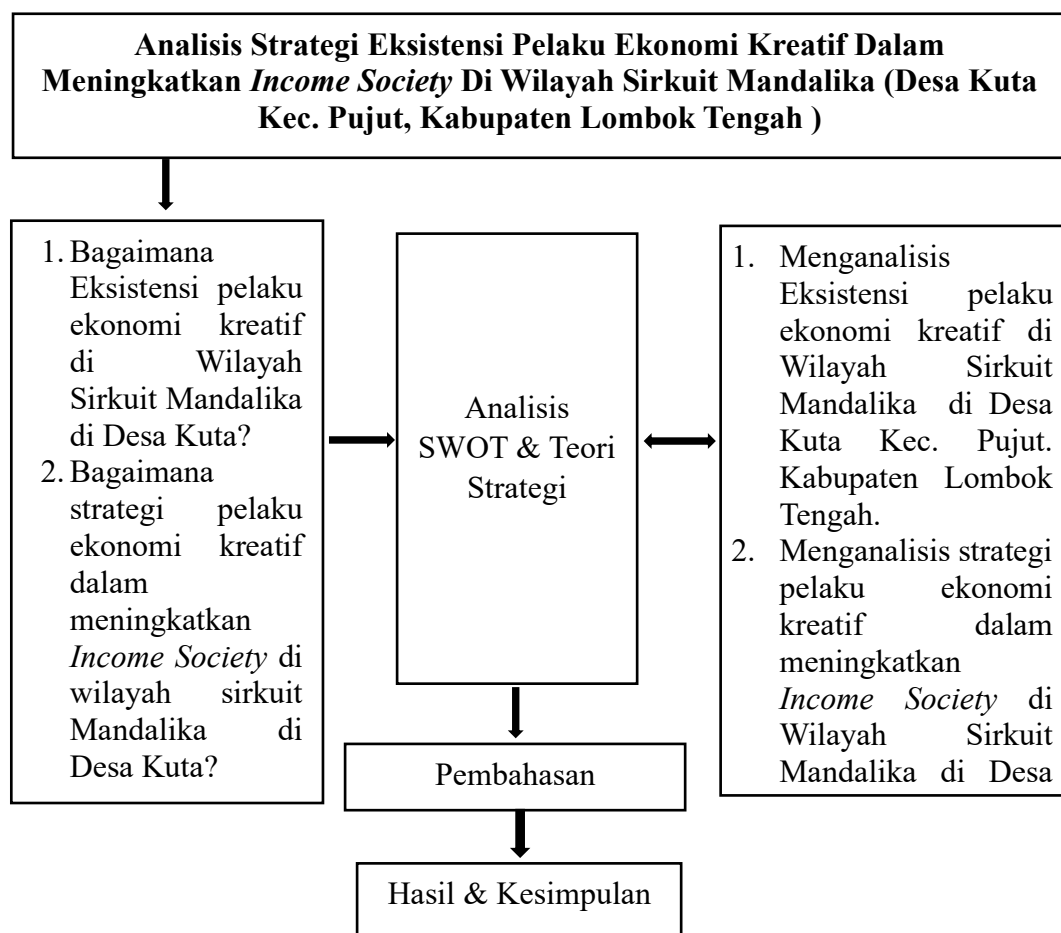 Analisis Strategi Eksistensi Pelaku Ekonomi Kreatif Dalam
Meningkatkan Income Society Di Wilayah Sirkuit Mandalika (Desa Kuta
Kec. Pujut, Kabupaten Lombok Tengah )
1. Bagaimana
Eksistensi pelaku
ekonomi kreatif
di Wilayah
Sirkuit Mandalika
di Desa Kuta?
2. Bagaimana
strategi pelaku
ekonomi kreatif
dalam
meningkatkan
Income Society di
wilayah sirkuit
Mandalika di
Desa Kuta?
Analisis
SWOT & Teori
Strategi
1. Menganalisis
Eksistensi pelaku
ekonomi kreatif di
Wilayah Sirkuit
Mandalika di Desa
Kuta Kec. Pujut.
Kabupaten Lombok
Tengah.
2. Menganalisis strategi
pelaku ekonomi
kreatif dalam
meningkatkan
Income Society di
Wilayah Sirkuit
Mandalika di Desa
Pembahasan
Hasil & Kesimpulan